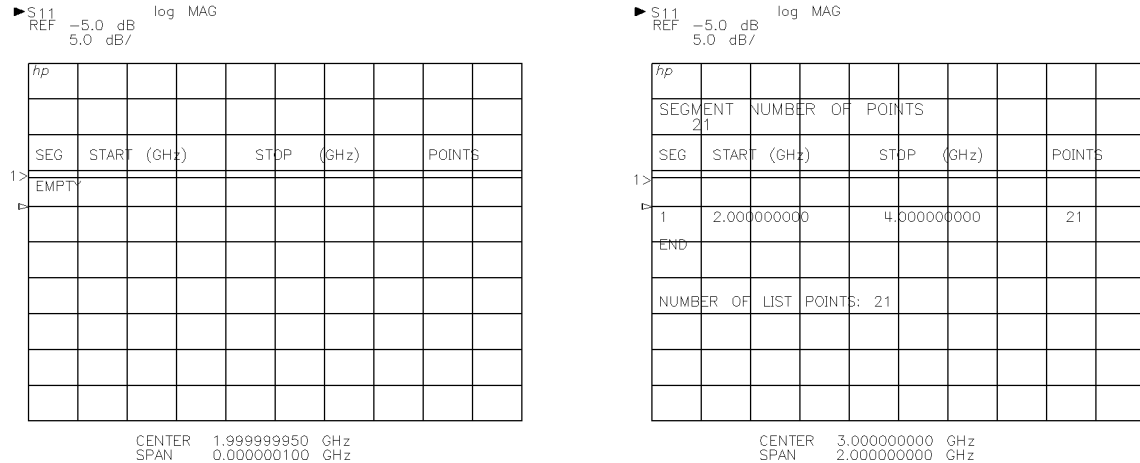 S11 log MAG
REF -5.0 dB
5.0 dB/
hp
SEG START (GHz) STOP (GHz) POINTS
1>
EMPTY
CENTER 1.999999950 GHz
SPAN 0.000000100 GHz
S11 log MAG
REF -5.0 dB
5.0 dB/
hp
SEGMENT NUMBER OF POINTS
21
SEG START (GHz) STOP (GHz) POINTS
1>
1 2.000000000 4.000000000 21
END
NUMBER OF LIST POINTS: 21
CENTER 3.000000000 GHz
SPAN 2.000000000 GHz